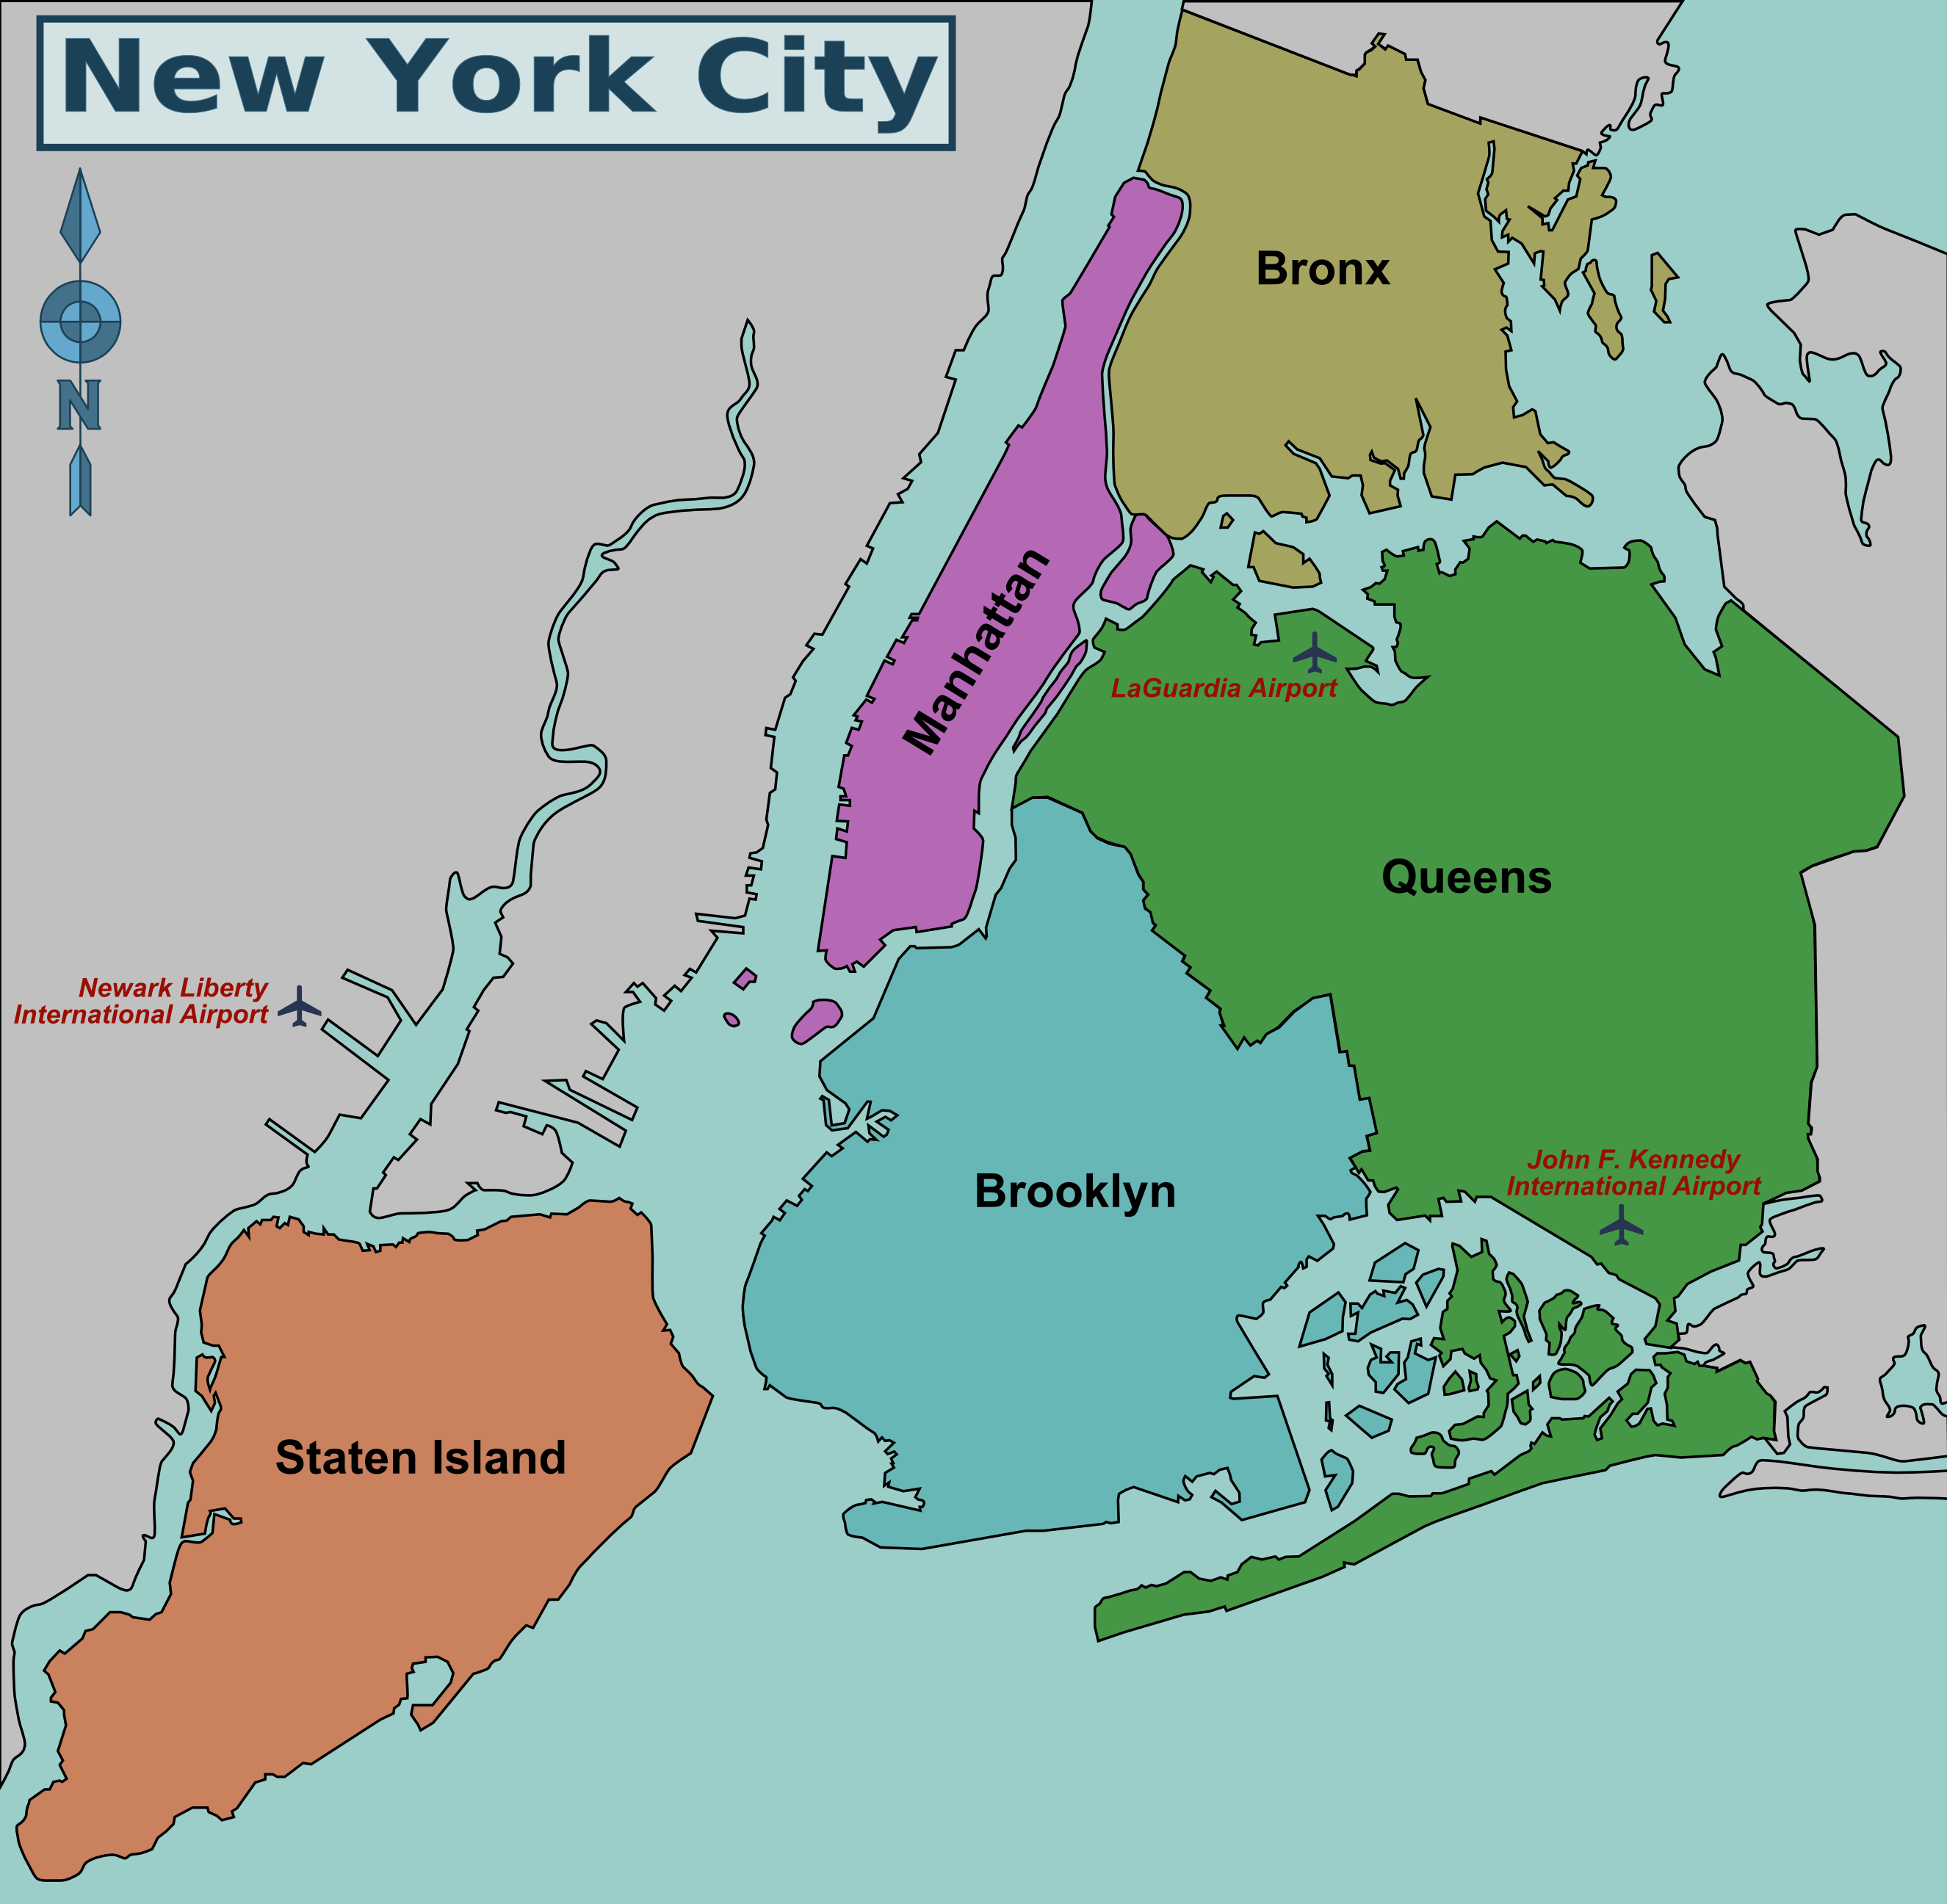 New York City
N
Bronx
Manhattan
LaGuardia Airport
Queens
Newark Liberty
International Airport
John F. Kennedy
International Airport
Brooklyn
Staten Island